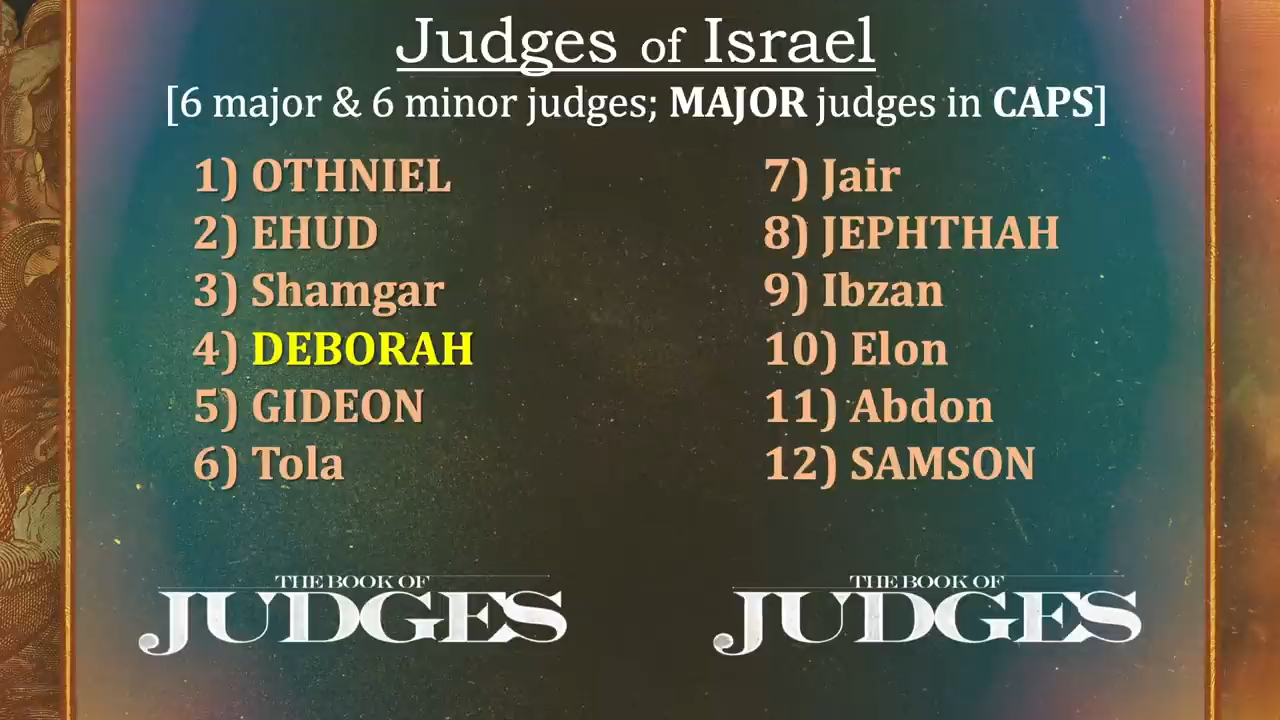 Judges of Israel
[6 major & 6 minor judges; MAJOR judges in CAPS]
1) OTHNIEL
2) EHUD
3) Shamgar
4) DEBORAH
5) GIDEON
6) Tola
7) Jair
8) JEPHTHAH
9) Ibzan
10) Elon
11) Abdon
12) SAMSON
THE BOOK OF
JUDGES
THE BOOK OF
JUDGES